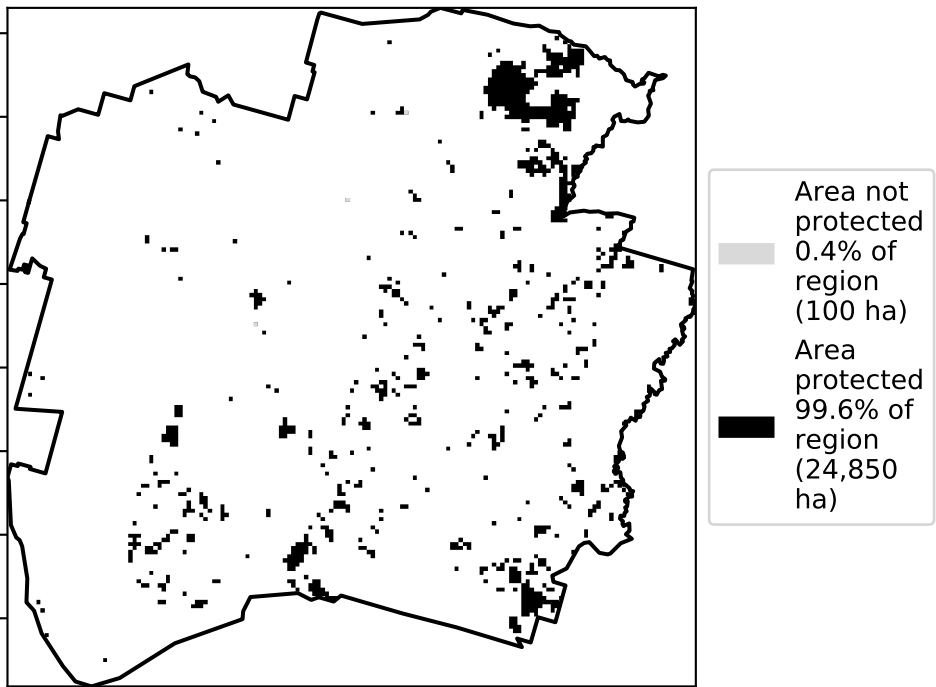 Area not
protected
0.4% of
region
(100 ha)
Area
protected
99.6% of
region
(24,850
ha)